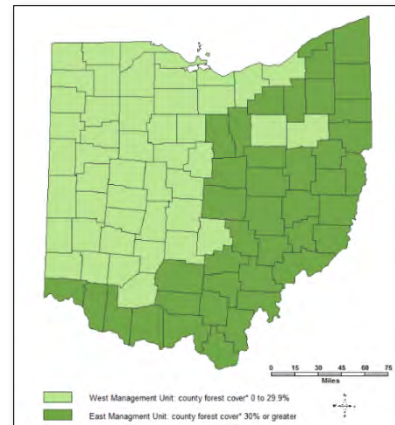 0 15 30 45 60 75
Miles
West Management Unit: county forest cover* 0 to 29.9%
East Managment Unit: county forest cover* 30% or greater